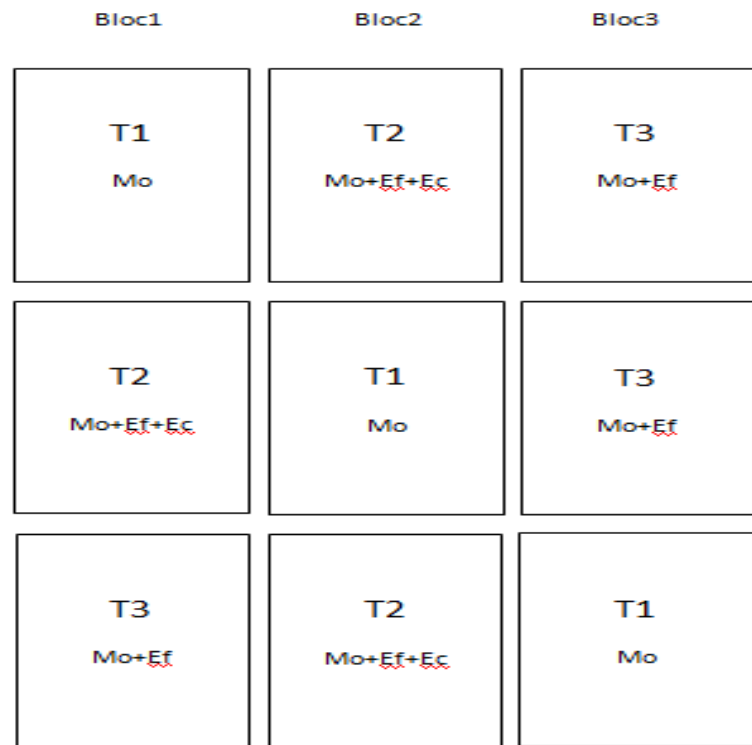 Bloc1 Bloc2 Bloc3
T1 T2 T3
Mo Mo+Ef+Ec Mo+Ef
T2 T1 T3
Mo+Ef+Ec Mo Mo+Ef
T3 T2 T1
Mo+Ef Mo+Ef+Ec Mo